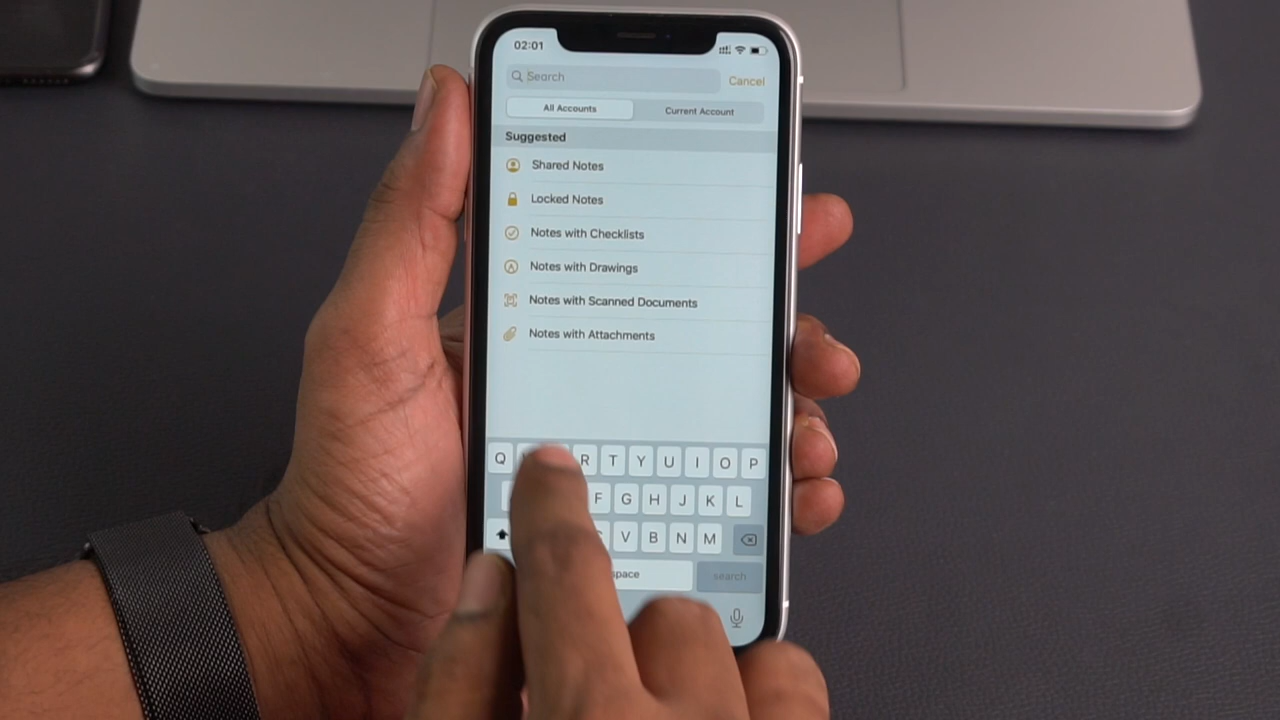 02:01
Search
Cancel
All Accounts
Current Account
Suggested
Shared Notes
Locked Notes
Notes with Checklists
Notes with Drawings
Notes with Scanned Documents
Notes with Attachments
Q R T Y U I O P
F G H J K L
V B N M
space search